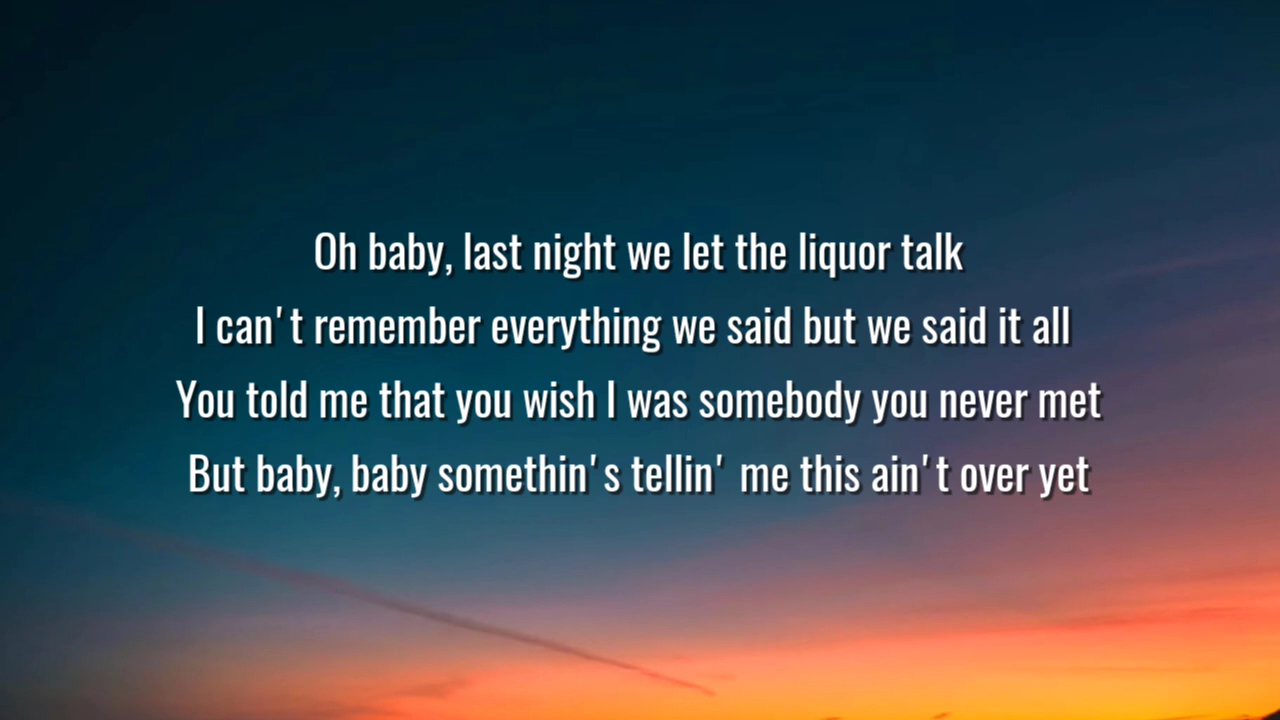 Oh baby, last night we let the liquor talk
I can't remember everything we said but we said it all
You told me that you wish I was somebody you never met
But baby, baby somethin's tellin' me this ain't over yet